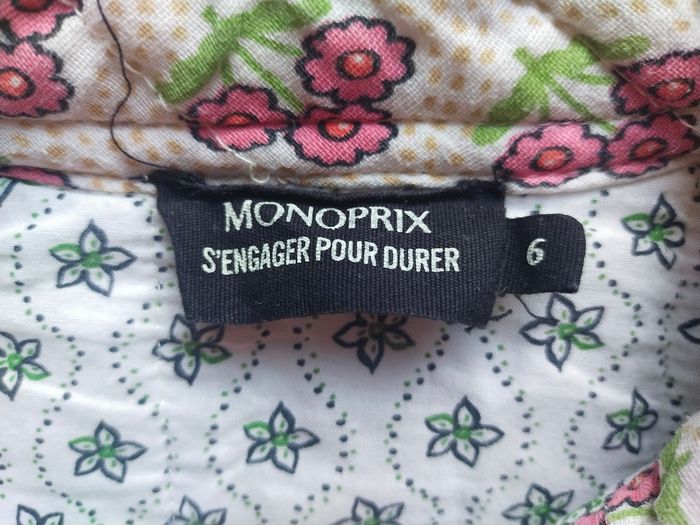 MONOPRIX
S'ENGAGER POUR DURER
6